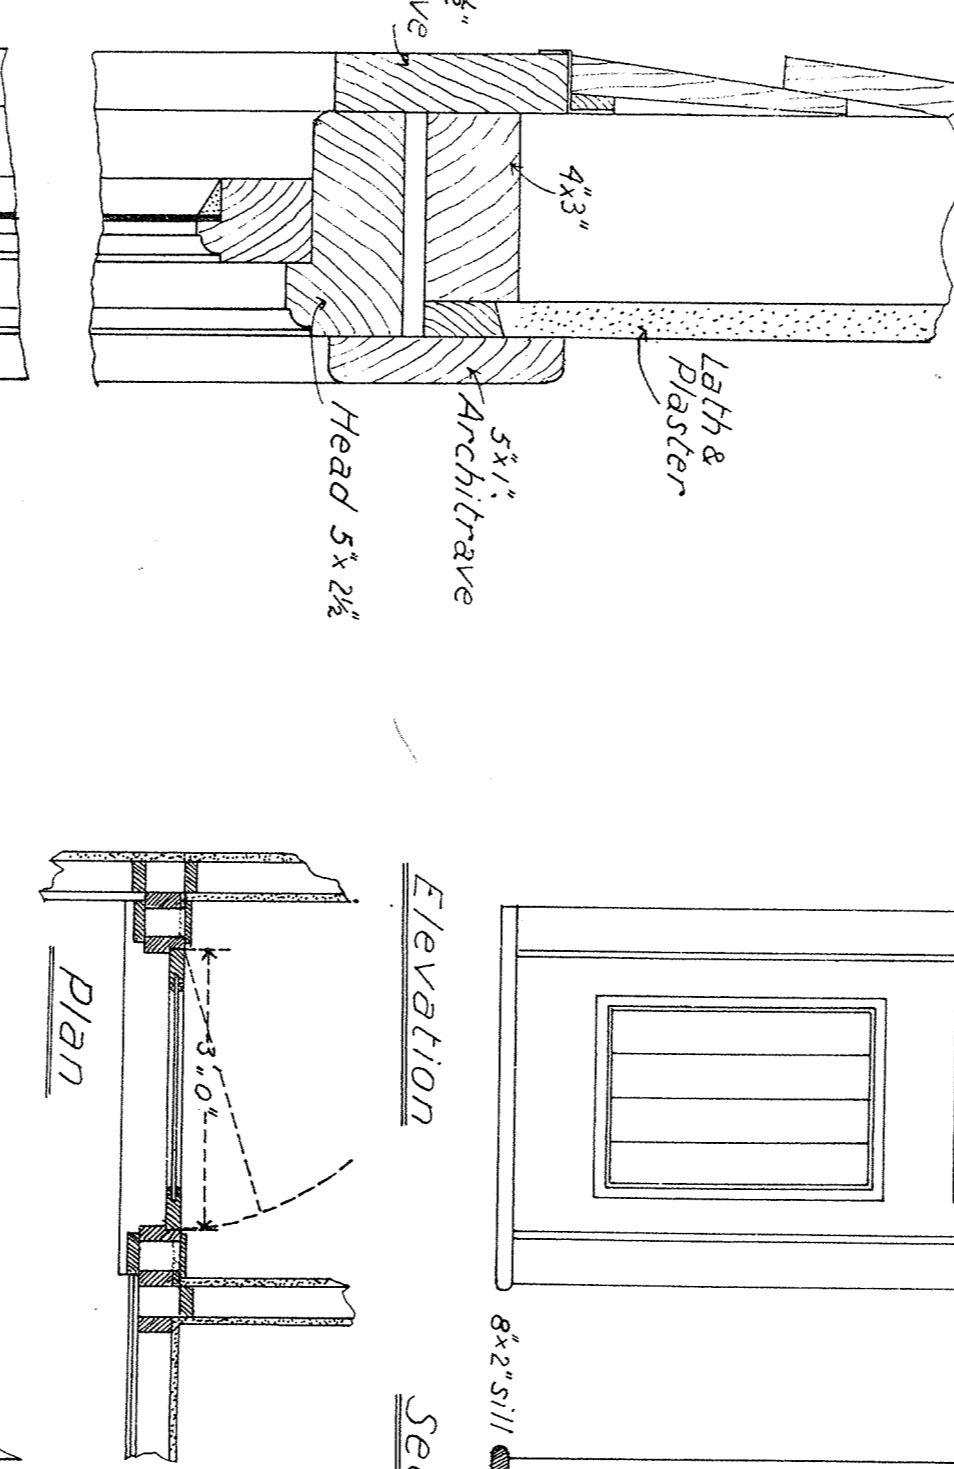 4"x3"
Lath &
Plaster
5"x1"
Architrave
Head 5"x 2½"
Elevation
3'0"
Plan
8"x2"sill